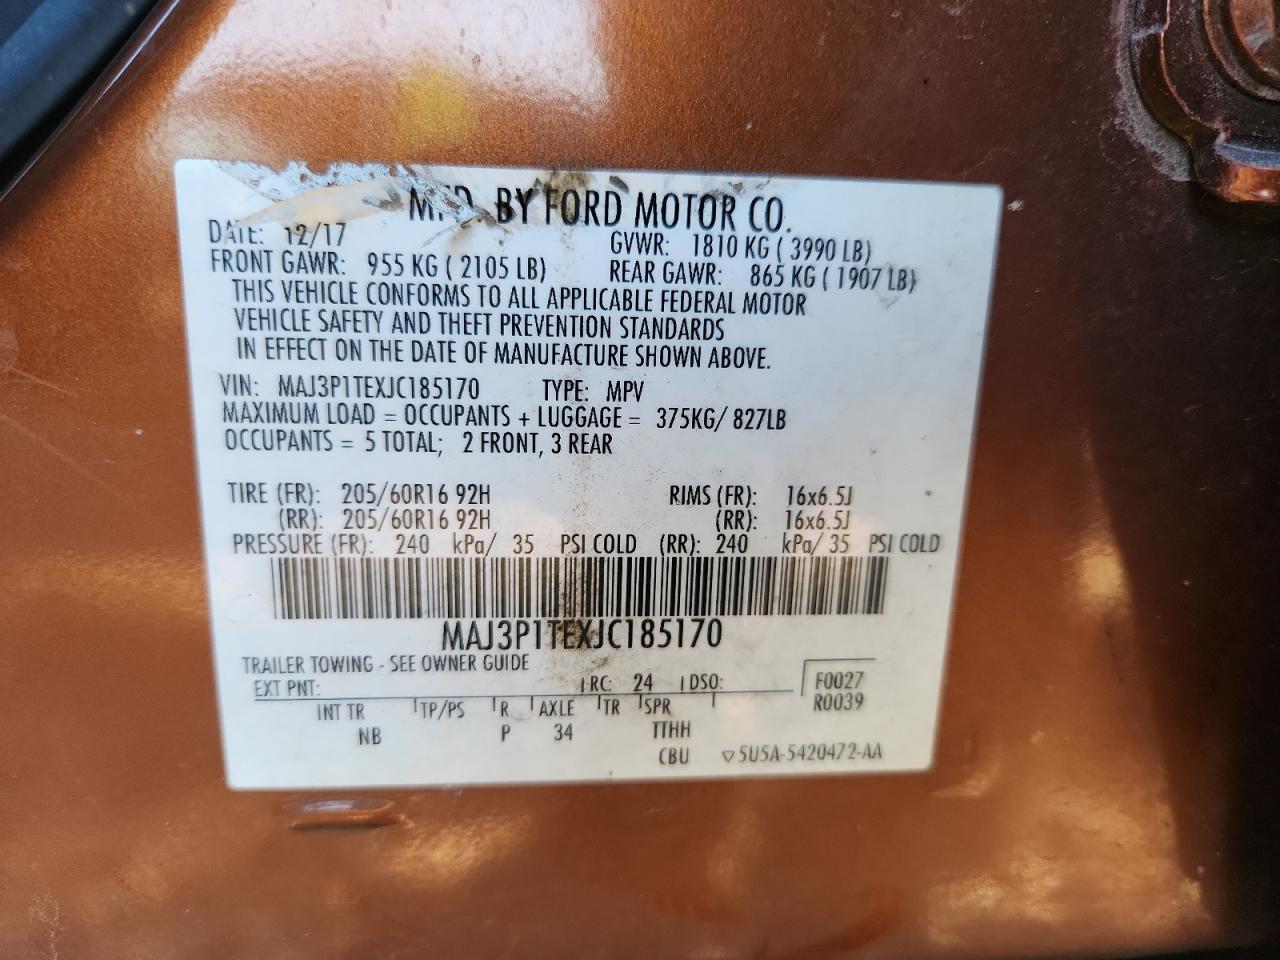 MFD. BY FORD MOTOR CO.
DATE: 12/17 GVWR: 1810 KG ( 3990 LB)
FRONT GAWR: 955 KG ( 2105 LB) REAR GAWR: 865 KG ( 1907 LB)
THIS VEHICLE CONFORMS TO ALL APPLICABLE FEDERAL MOTOR
VEHICLE SAFETY AND THEFT PREVENTION STANDARDS
IN EFFECT ON THE DATE OF MANUFACTURE SHOWN ABOVE.
VIN: MAJ3P1TEXJC185170 TYPE: MPV
MAXIMUM LOAD = OCCUPANTS + LUGGAGE = 375KG/ 827LB
OCCUPANTS = 5 TOTAL; 2 FRONT, 3 REAR
TIRE (FR): 205/60R16 92H RIMS (FR): 16x6.5J
(RR): 205/60R16 92H (RR): 16x6.5J
PRESSURE (FR): 240 kPa/ 35 PSI COLD (RR): 240 kPa/ 35 PSI COLD
MAJ3P1TEXJC185170
TRAILER TOWING - SEE OWNER GUIDE
EXT PNT: RC: 24 DSO: F0027
R0039
INT TR TP/PS R AXLE TR SPR
NB P 34 TTHH
CBU ▽5U5A-5420472-AA